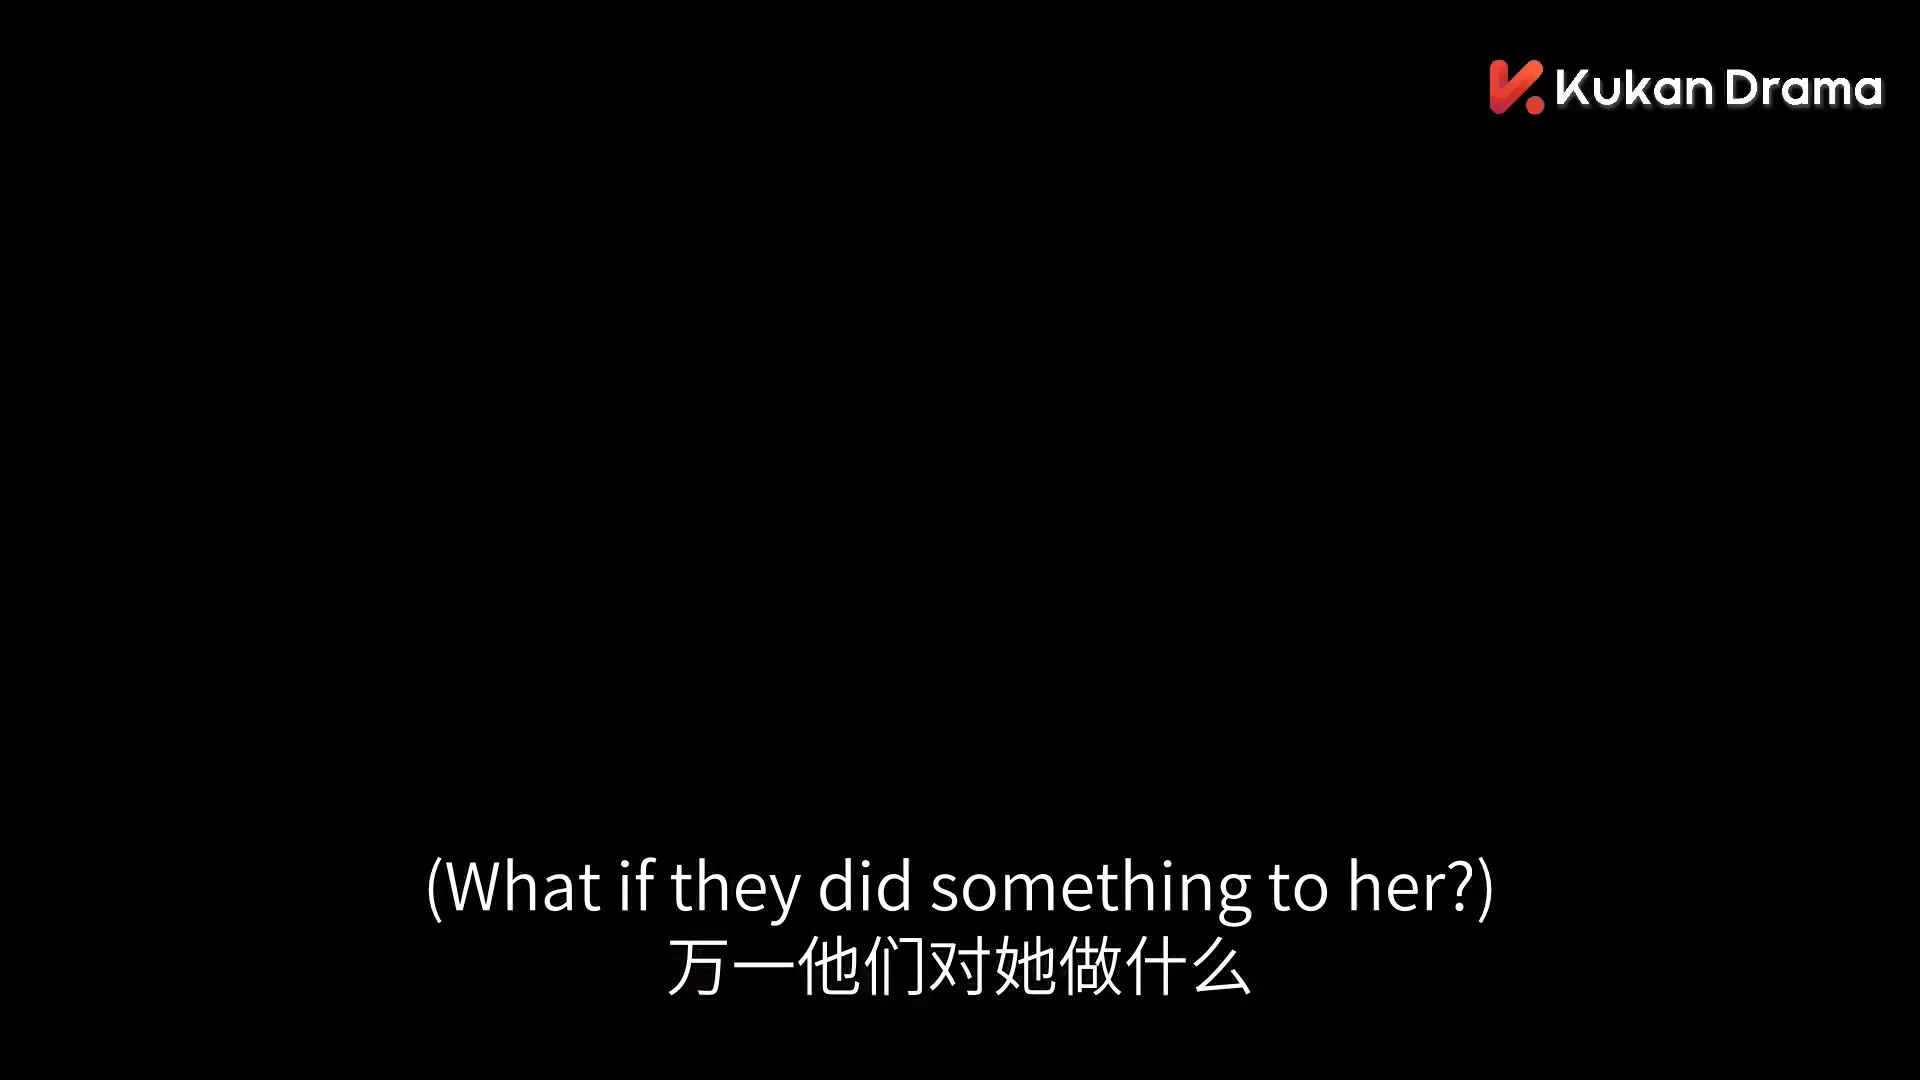 Kukan Drama
(What if they did something to her?)
万一他们对她做什么